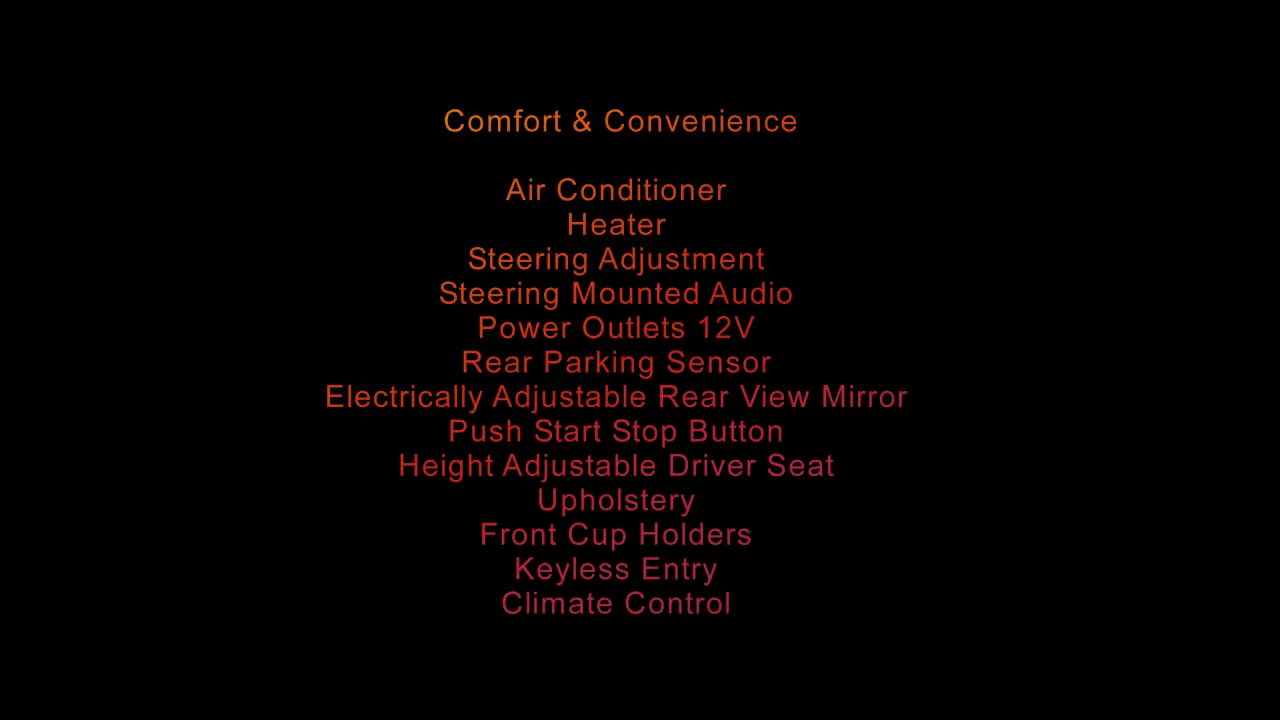 Comfort & Convenience
Air Conditioner
Heater
Steering Adjustment
Steering Mounted Audio
Power Outlets 12V
Rear Parking Sensor
Electrically Adjustable Rear View Mirror
Push Start Stop Button
Height Adjustable Driver Seat
Upholstery
Front Cup Holders
Keyless Entry
Climate Control